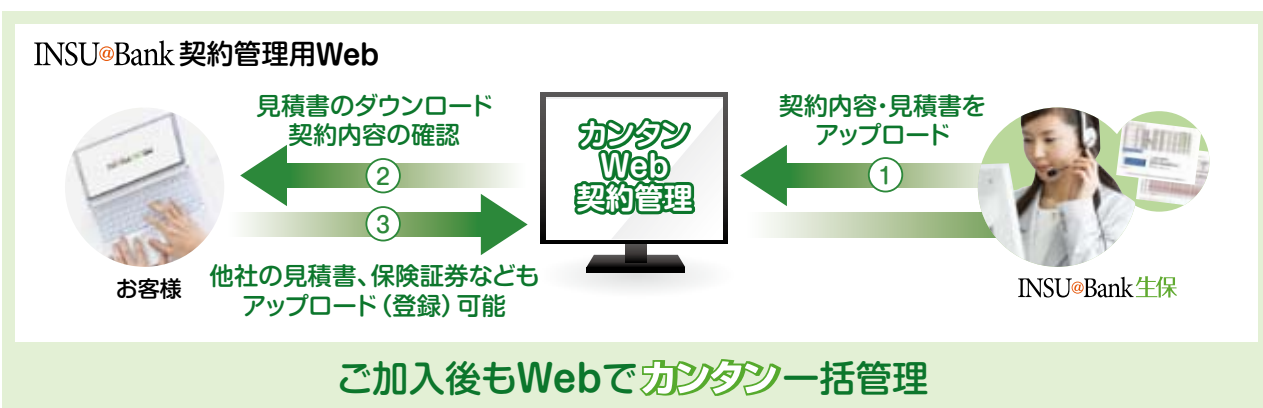 INSU@Bank 契約管理用Web
見積書のダウンロード
契約内容の確認
②
③
他社の見積書、保険証券なども
アップロード（登録）可能
お客様
カンタン
Web
契約管理
契約内容・見積書を
アップロード
①
INSU@Bank 生保
ご加入後もWebでカンタン一括管理